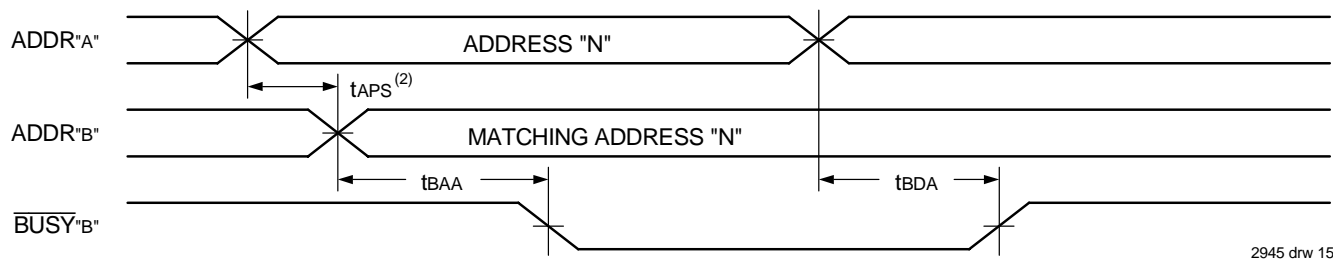 ADDR"A"
ADDRESS "N"
tAPS(2)
ADDR"B"
MATCHING ADDRESS "N"
tBAA
tBDA
BUSY"B"
2945 drw 15